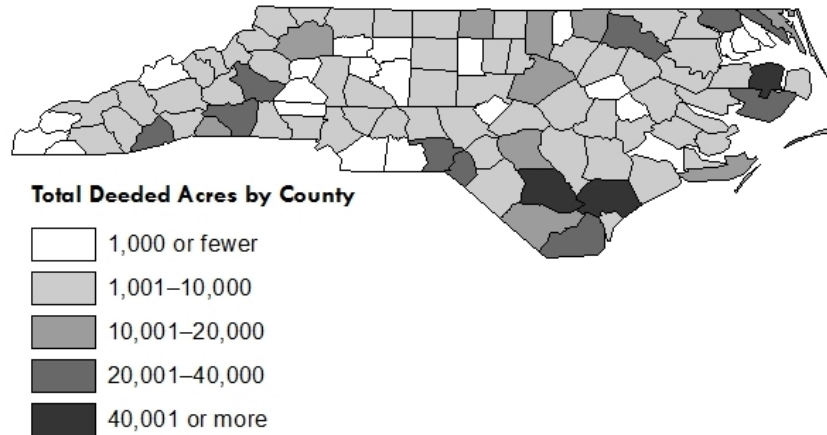 Total Deeded Acres by County
1,000 or fewer
1,001–10,000
10,001–20,000
20,001–40,000
40,001 or more